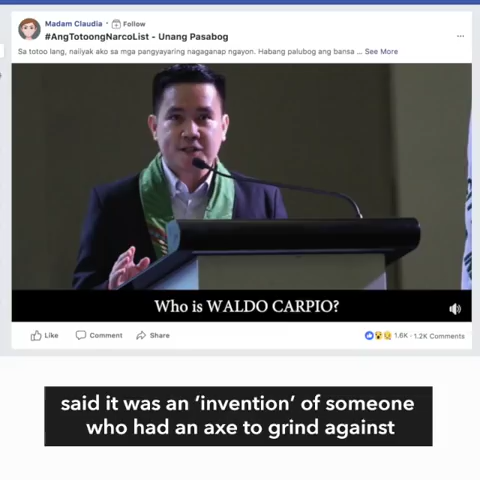 Madam Claudia · Follow
#AngTotoongNarcoList - Unang Pasabog
Sa totoo lang, naiiyak ako sa mga pangyayaring nagaganap ngayon. Habang palubog ang bansa ... See More
Who is WALDO CARPIO?
Like Comment Share 1.6K · 1.2K Comments
said it was an ‘invention’ of someone
who had an axe to grind against